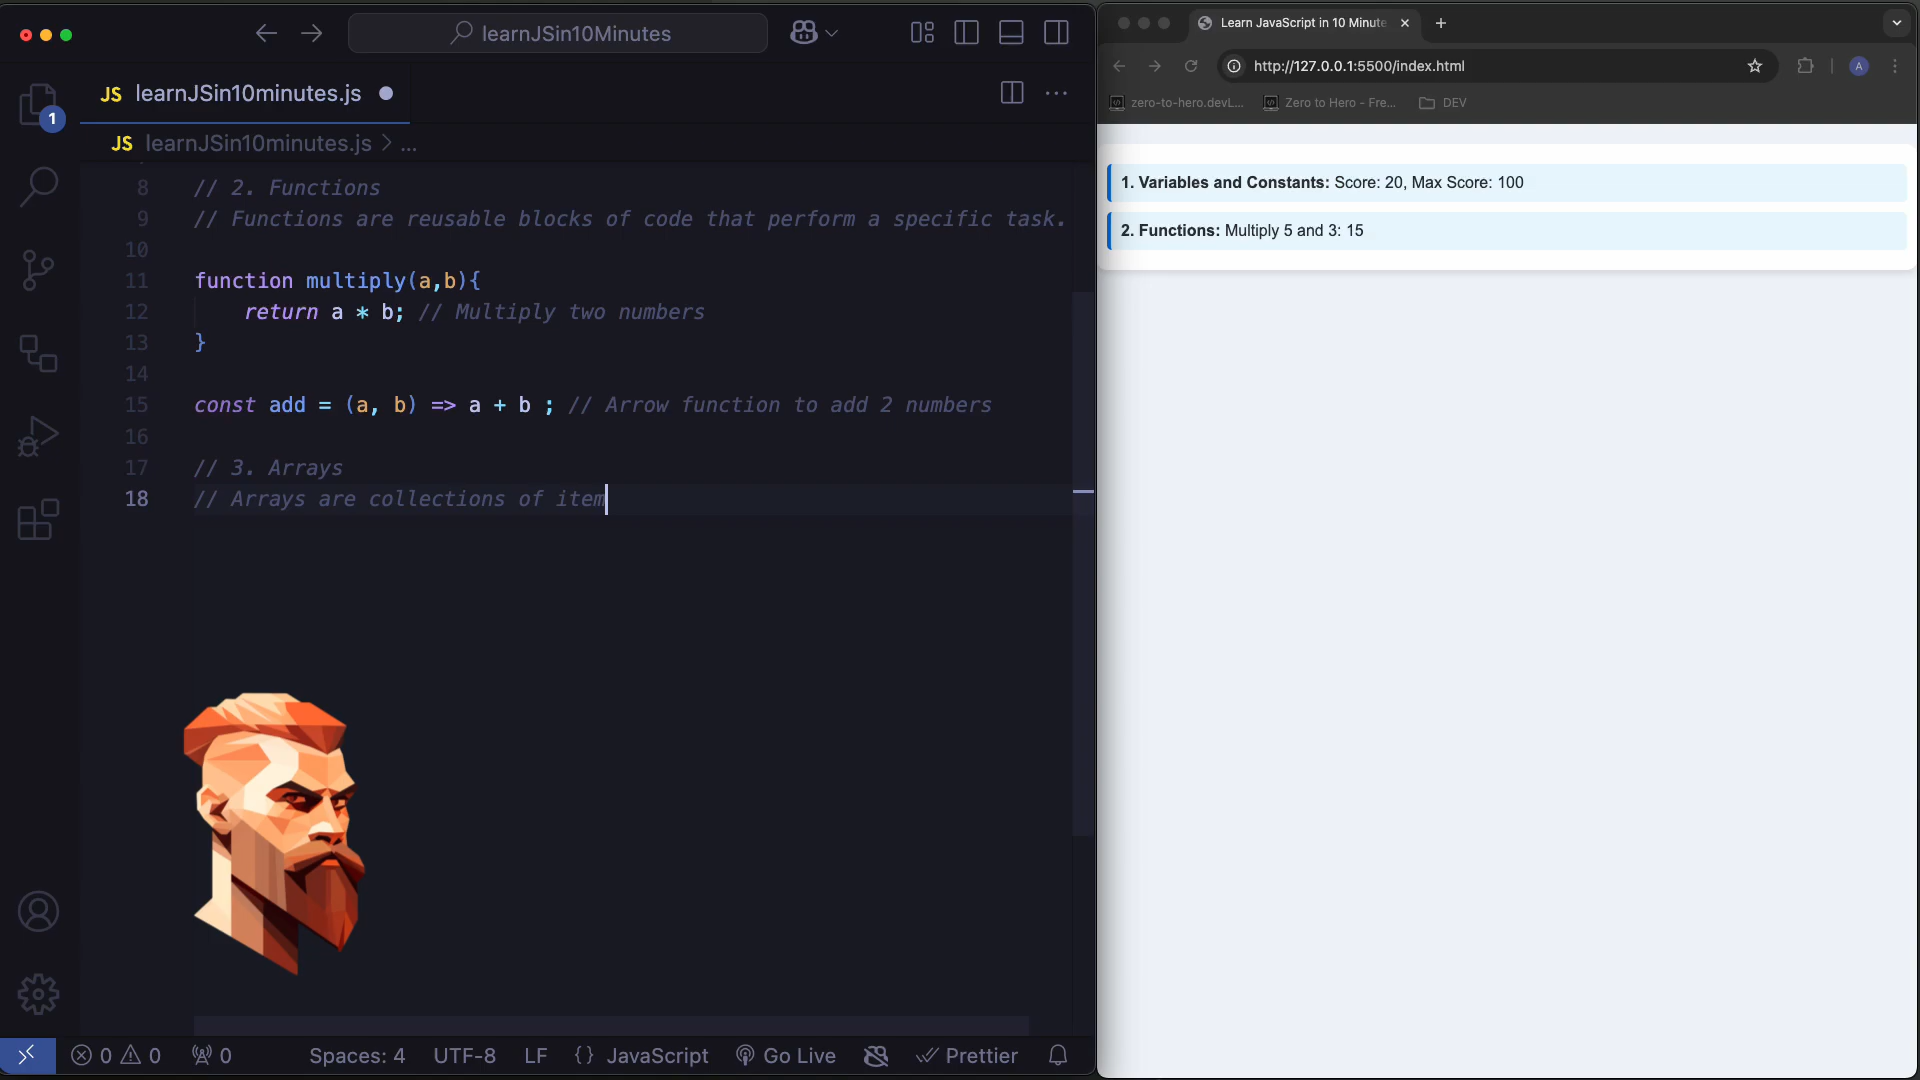 learnJSin10Minutes
1
JS learnJSin10minutes.js
JS learnJSin10minutes.js > ...
8 // 2. Functions
9 // Functions are reusable blocks of code that perform a specific task.
10
11 function multiply(a,b){
12 return a * b; // Multiply two numbers
13 }
14
15 const add = (a, b) => a + b ; // Arrow function to add 2 numbers
16
17 // 3. Arrays
18 // Arrays are collections of item
0 0 0 Spaces: 4 UTF-8 LF {} JavaScript Go Live Prettier
Learn JavaScript in 10 Minute
http://127.0.0.1:5500/index.html
A
zero-to-hero.devL... Zero to Hero - Fre... DEV
1. Variables and Constants: Score: 20, Max Score: 100
2. Functions: Multiply 5 and 3: 15